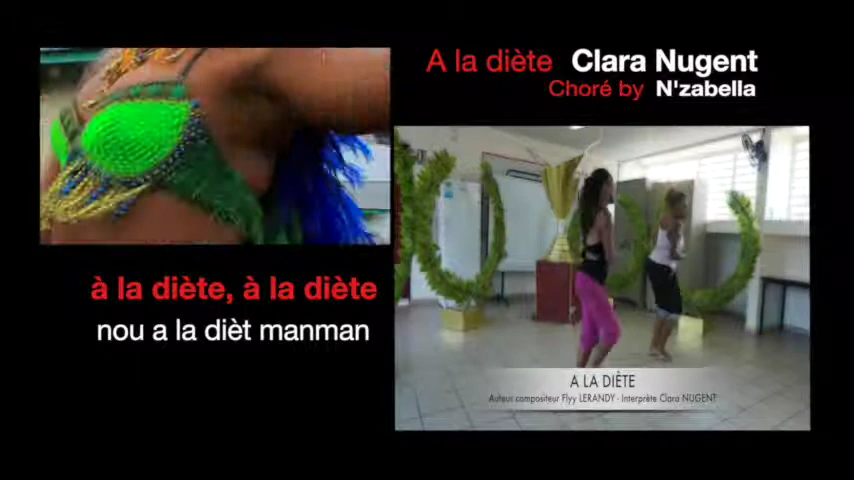 A la diète Clara Nugent
Choré by N'zabella
à la diète, à la diète
nou a la dièt manman
A LA DIÈTE
Auteur compositeur Flyy LERANDY - Interprète Clara NUGENT